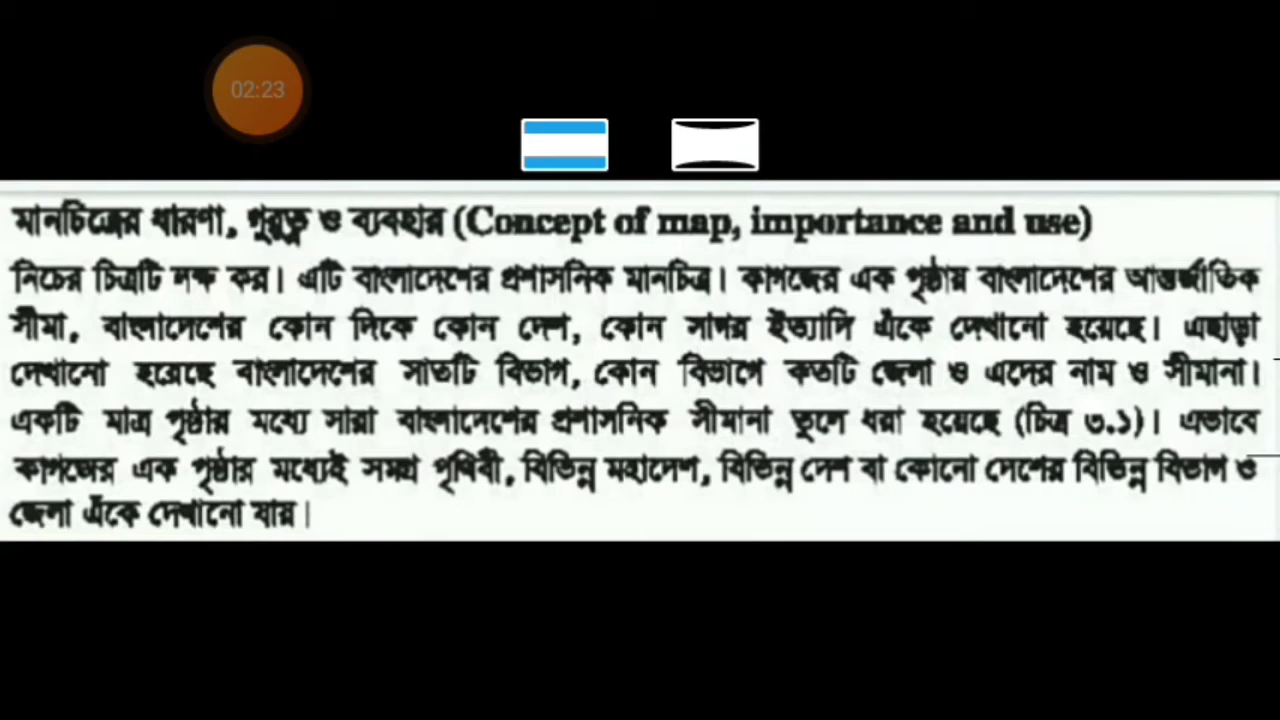 02:23
মানচিত্রের ধারণা, গুরুত্ব ও ব্যবহার (Concept of map, importance and use)
নিচের চিত্রটি লক্ষ কর। এটি বাংলাদেশের প্রশাসনিক মানচিত্র। কাগজের এক পৃষ্ঠায় বাংলাদেশের আন্তর্জাতিক
সীমা, বাংলাদেশের কোন দিকে কোন দেশ, কোন সাগর ইত্যাদি এঁকে দেখানো হয়েছে। এছাড়া
দেখানো হয়েছে বাংলাদেশের সাতটি বিভাগ, কোন বিভাগে কতটি জেলা ও এদের নাম ও সীমানা।
একটি মাত্র পৃষ্ঠার মধ্যে সারা বাংলাদেশের প্রশাসনিক সীমানা তুলে ধরা হয়েছে (চিত্র ৩.১)। এভাবে
কাগজের এক পৃষ্ঠার মধ্যেই সমগ্র পৃথিবী, বিভিন্ন মহাদেশ, বিভিন্ন দেশ বা কোনো দেশের বিভিন্ন বিভাগ ও
জেলা এঁকে দেখানো যায়।